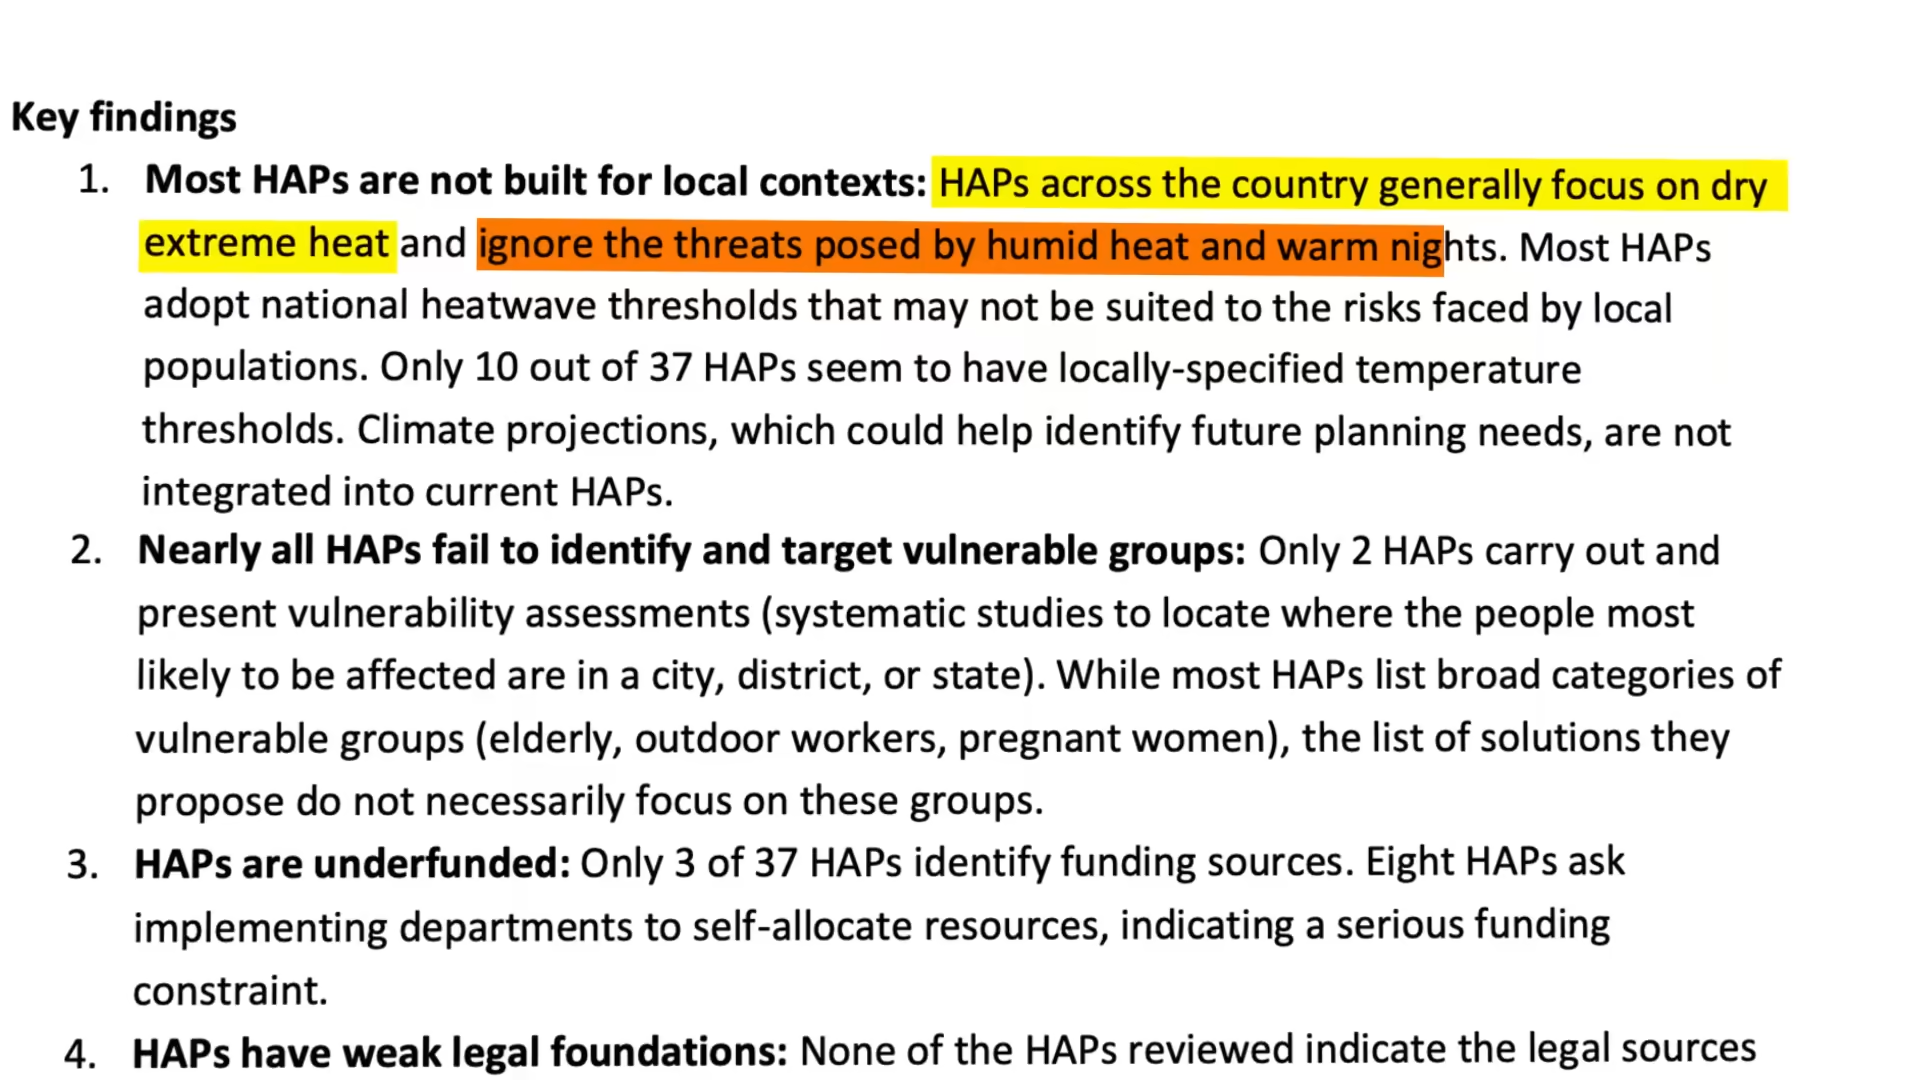 Key findings
1. Most HAPs are not built for local contexts: HAPs across the country generally focus on dry
extreme heat and ignore the threats posed by humid heat and warm nights. Most HAPs
adopt national heatwave thresholds that may not be suited to the risks faced by local
populations. Only 10 out of 37 HAPs seem to have locally-specified temperature
thresholds. Climate projections, which could help identify future planning needs, are not
integrated into current HAPs.
2. Nearly all HAPs fail to identify and target vulnerable groups: Only 2 HAPs carry out and
present vulnerability assessments (systematic studies to locate where the people most
likely to be affected are in a city, district, or state). While most HAPs list broad categories of
vulnerable groups (elderly, outdoor workers, pregnant women), the list of solutions they
propose do not necessarily focus on these groups.
3. HAPs are underfunded: Only 3 of 37 HAPs identify funding sources. Eight HAPs ask
implementing departments to self-allocate resources, indicating a serious funding
constraint.
4. HAPs have weak legal foundations: None of the HAPs reviewed indicate the legal sources